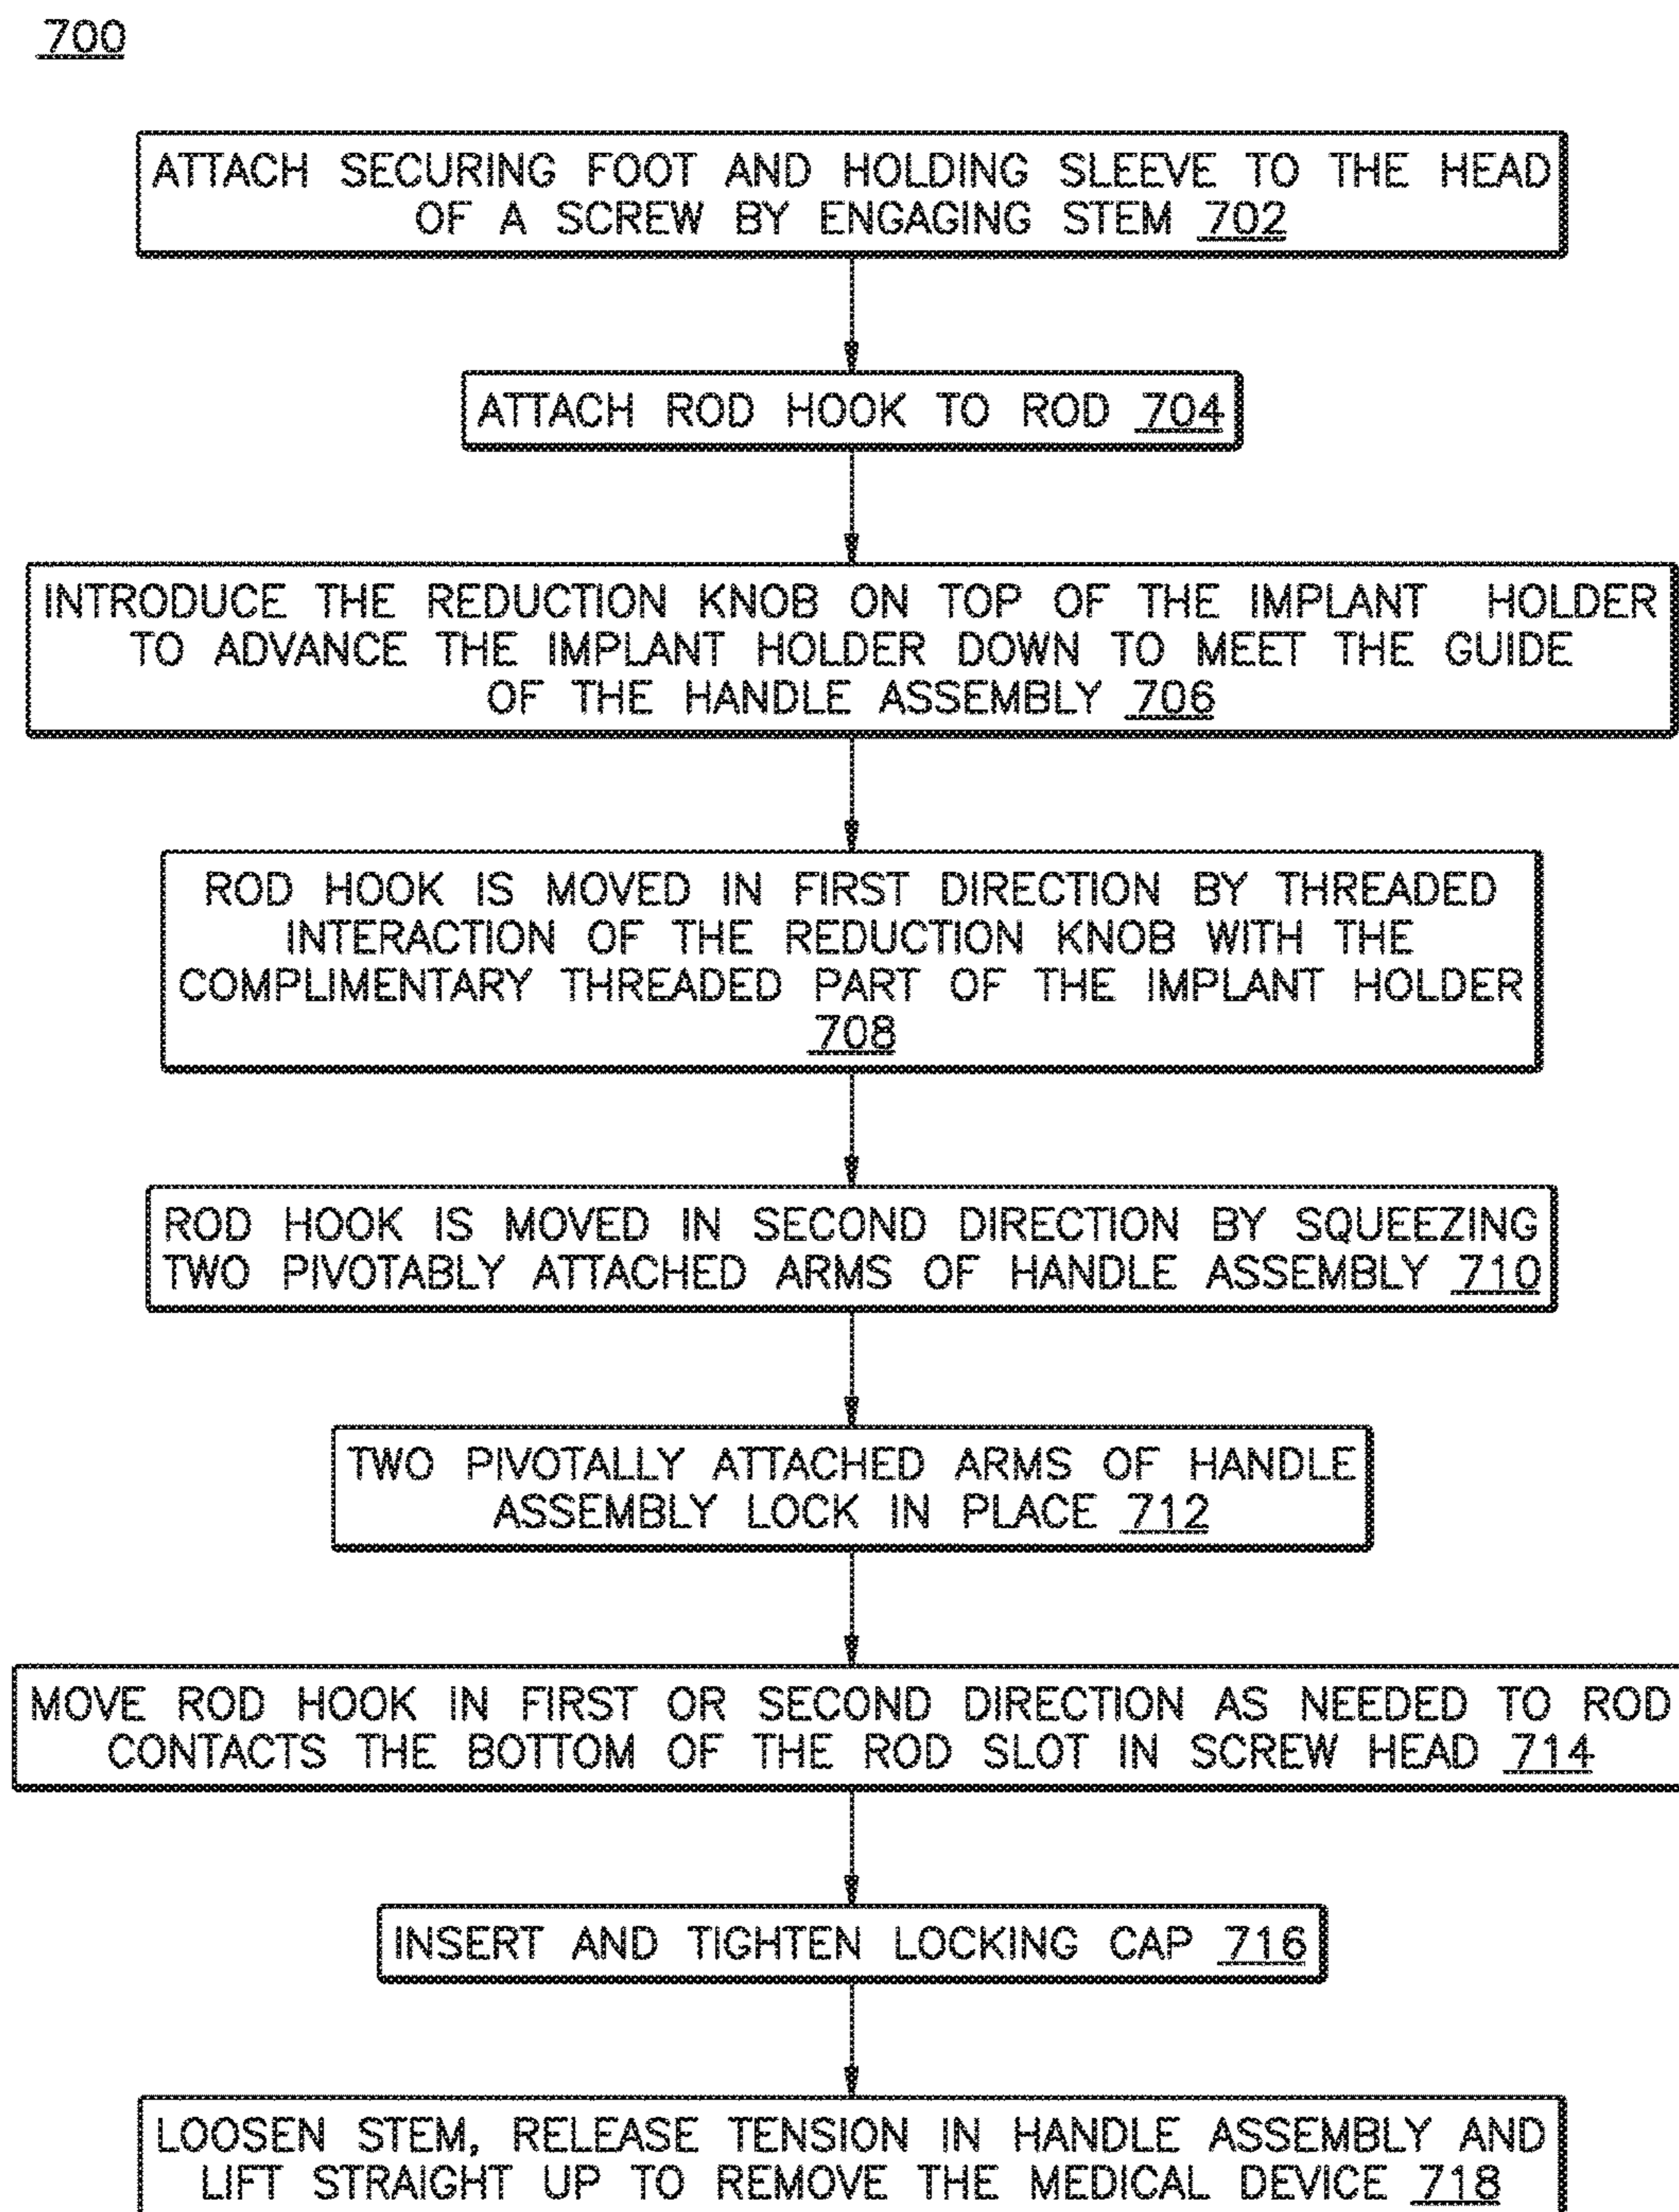 700
ATTACH SECURING FOOT AND HOLDING SLEEVE TO THE HEAD
OF A SCREW BY ENGAGING STEM 702
ATTACH ROD HOOK TO ROD 704
INTRODUCE THE REDUCTION KNOB ON TOP OF THE IMPLANT HOLDER
TO ADVANCE THE IMPLANT HOLDER DOWN TO MEET THE GUIDE
OF THE HANDLE ASSEMBLY 706
ROD HOOK IS MOVED IN FIRST DIRECTION BY THREADED
INTERACTION OF THE REDUCTION KNOB WITH THE
COMPLIMENTARY THREADED PART OF THE IMPLANT HOLDER
708
ROD HOOK IS MOVED IN SECOND DIRECTION BY SQUEEZING
TWO PIVOTABLY ATTACHED ARMS OF HANDLE ASSEMBLY 710
TWO PIVOTALLY ATTACHED ARMS OF HANDLE
ASSEMBLY LOCK IN PLACE 712
MOVE ROD HOOK IN FIRST OR SECOND DIRECTION AS NEEDED TO ROD
CONTACTS THE BOTTOM OF THE ROD SLOT IN SCREW HEAD 714
INSERT AND TIGHTEN LOCKING CAP 716
LOOSEN STEM, RELEASE TENSION IN HANDLE ASSEMBLY AND
LIFT STRAIGHT UP TO REMOVE THE MEDICAL DEVICE 718